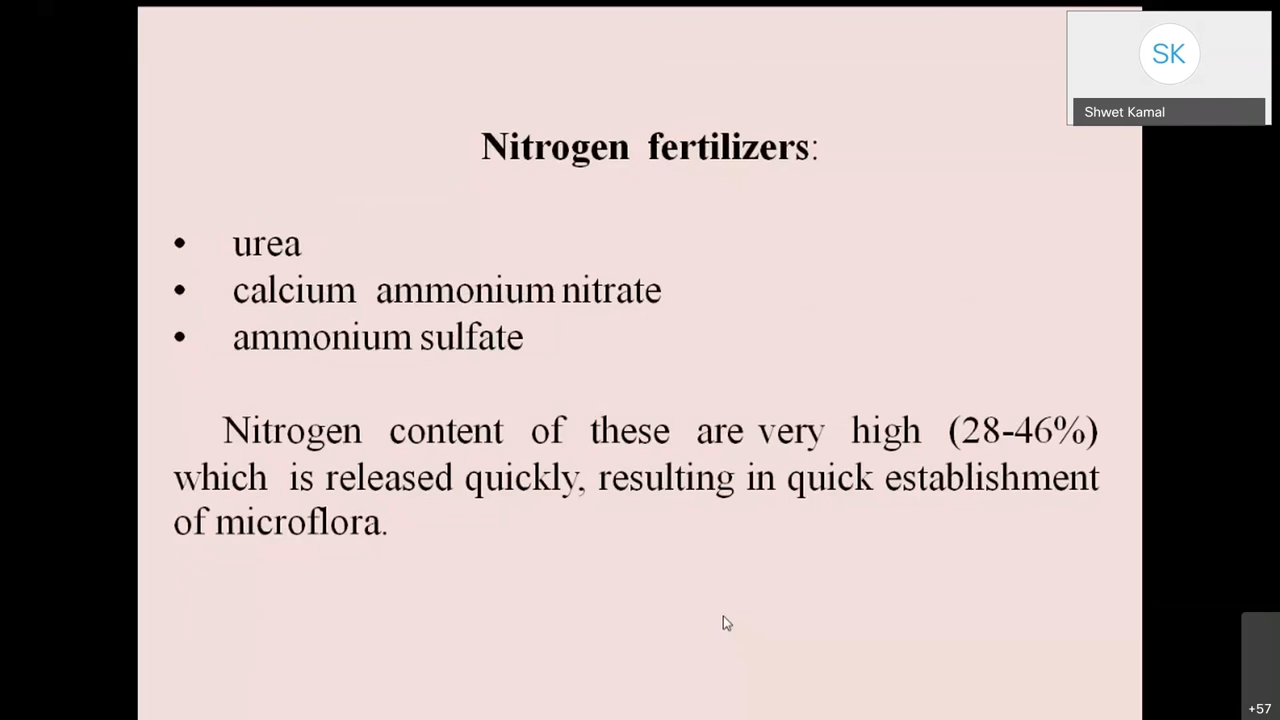 SK
Shwet Kamal
Nitrogen fertilizers:
• urea
• calcium ammonium nitrate
• ammonium sulfate
Nitrogen content of these are very high (28-46%)
which is released quickly, resulting in quick establishment
of microflora.
+57